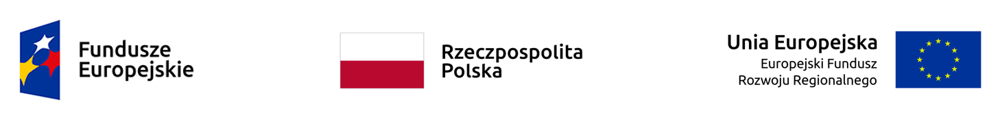 Fundusze
Europejskie
Rzeczpospolita
Polska
Unia Europejska
Europejski Fundusz
Rozwoju Regionalnego